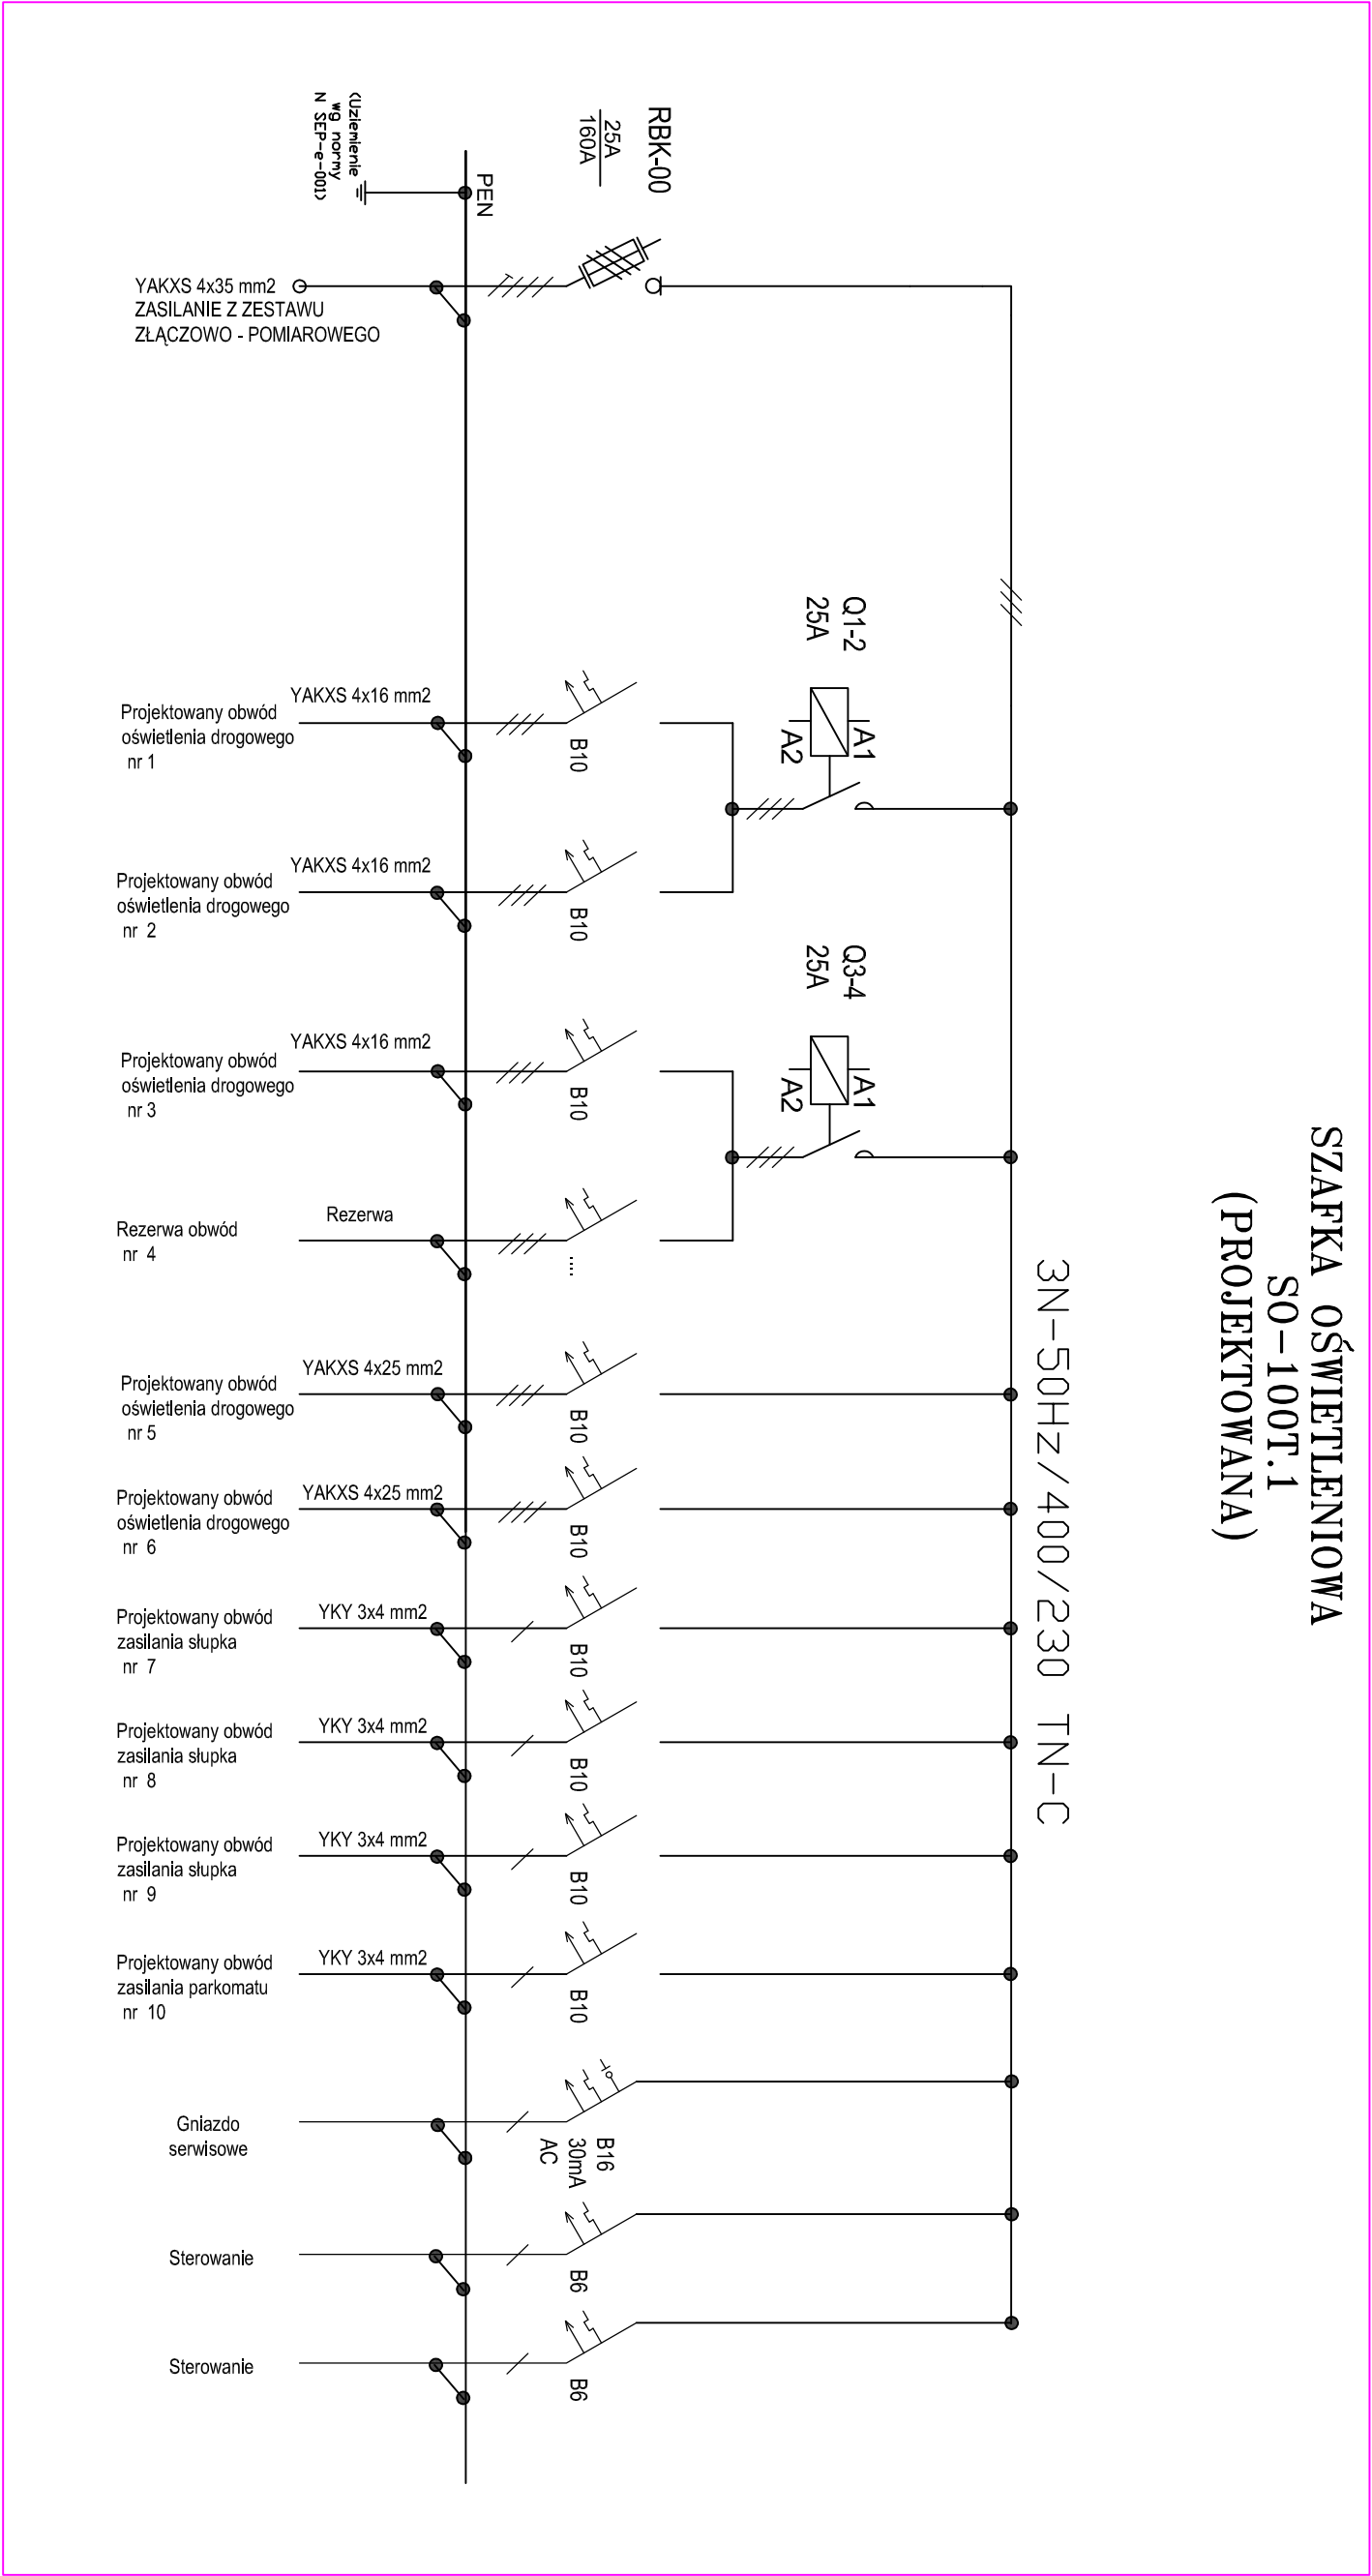 SZAFKA OŚWIETLENIOWA
SO-100T.1
(PROJEKTOWANA)
3N-50Hz/400/230 TN-C
RBK-00
25A
160A
PEN
(Uziemienie
wg normy
N SEP-e-001)
YAKXS 4x35 mm2
ZASILANIE Z ZESTAWU
ZŁĄCZOWO - POMIAROWEGO
Q1-2
25A
A1
A2
YAKXS 4x16 mm2
Projektowany obwód
oświetlenia drogowego
nr 1
B10
YAKXS 4x16 mm2
Projektowany obwód
oświetlenia drogowego
nr 2
B10
Q3-4
25A
A1
A2
YAKXS 4x16 mm2
Projektowany obwód
oświetlenia drogowego
nr 3
B10
Rezerwa
Rezerwa obwód
nr 4
....
YAKXS 4x25 mm2
Projektowany obwód
oświetlenia drogowego
nr 5
B10
YAKXS 4x25 mm2
Projektowany obwód
oświetlenia drogowego
nr 6
B10
YKY 3x4 mm2
Projektowany obwód
zasilania słupka
nr 7
B10
YKY 3x4 mm2
Projektowany obwód
zasilania słupka
nr 8
B10
YKY 3x4 mm2
Projektowany obwód
zasilania słupka
nr 9
B10
YKY 3x4 mm2
Projektowany obwód
zasilania parkomatu
nr 10
B10
Gniazdo
serwisowe
B16
30mA
AC
Sterowanie
B6
Sterowanie
B6